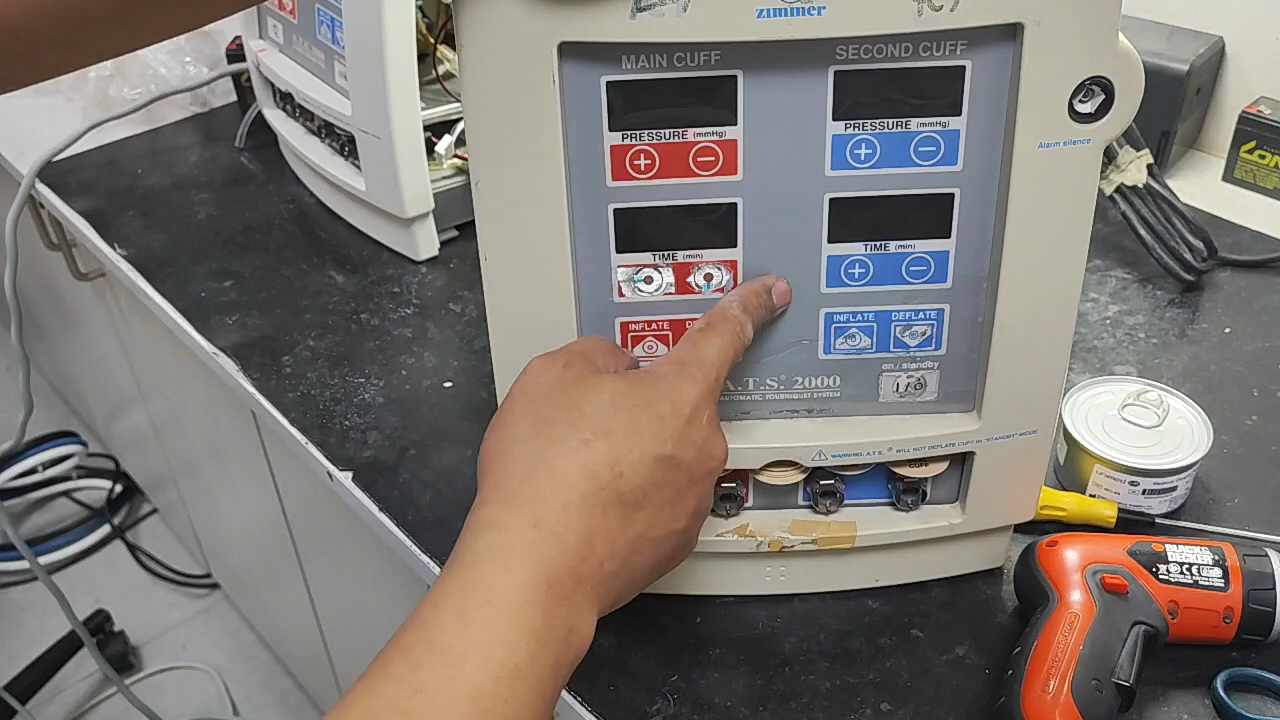 zimmer
MAIN CUFF
SECOND CUFF
PRESSURE (mmHg)
PRESSURE (mmHg)
Alarm silence
TIME (min)
TIME (min)
INFLATE
INFLATE DEFLATE
on / standby
I/O
A.T.S.® 2000
AUTOMATIC TOURNIQUET SYSTEM
WARNING: A.T.S.® WILL NOT DEFLATE CUFF IN "STANDBY" MODE.
CUFF
BLACK&
DECKER